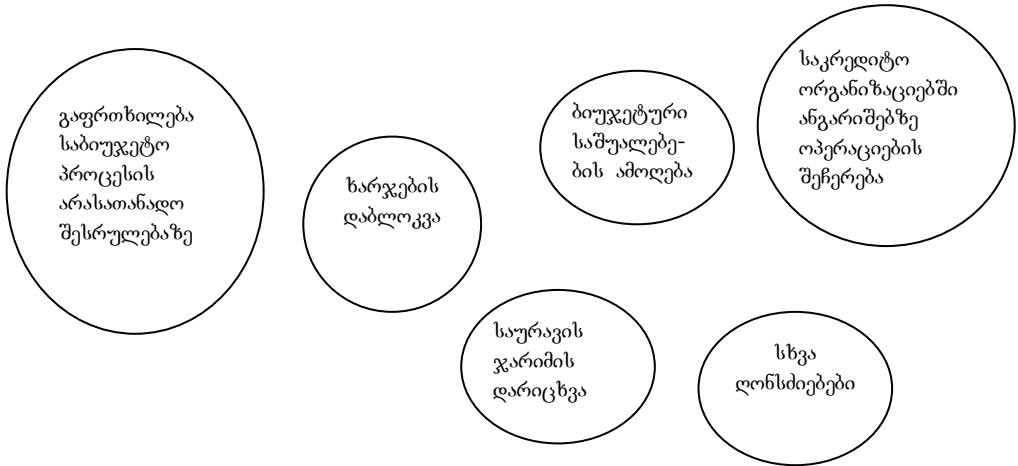 გაფრთხილება
საბიუჯეტო
პროცესის
არასათანადო
შესრულებაზე
ხარჯების
დაბლოკვა
ბიუჯეტური
საშუალებე-
ბის ამოღება
საკრედიტო
ორგანიზაციებში
ანგარიშებზე
ოპერაციების
შეჩერება
საურავის
ჯარიმის
დარიცხვა
სხვა
ღონსძიებები